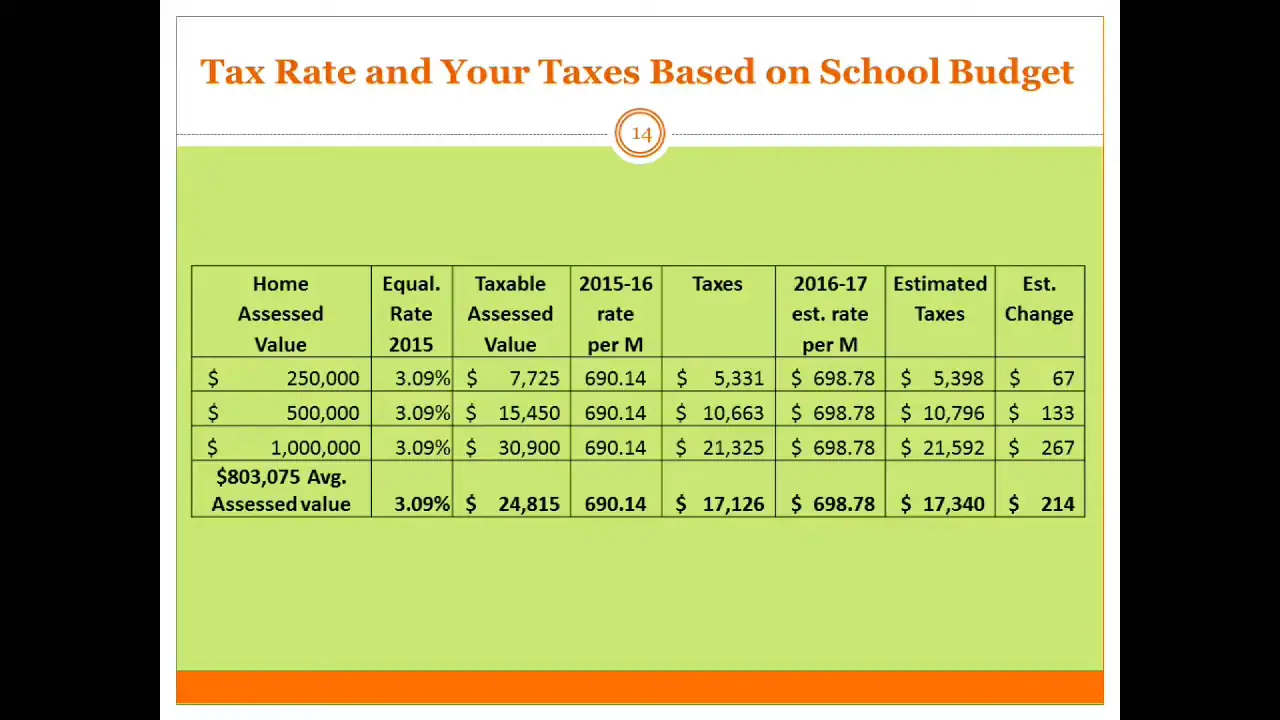 Tax Rate and Your Taxes Based on School Budget
14
Home Equal. Taxable 2015-16 Taxes 2016-17 Estimated Est.
Assessed Rate Assessed rate est. rate Taxes Change
Value 2015 Value per M per M
$ 250,000 3.09% $ 7,725 690.14 $ 5,331 $ 698.78 $ 5,398 $ 67
$ 500,000 3.09% $ 15,450 690.14 $ 10,663 $ 698.78 $ 10,796 $ 133
$ 1,000,000 3.09% $ 30,900 690.14 $ 21,325 $ 698.78 $ 21,592 $ 267
$803,075 Avg.
Assessed value 3.09% $ 24,815 690.14 $ 17,126 $ 698.78 $ 17,340 $ 214